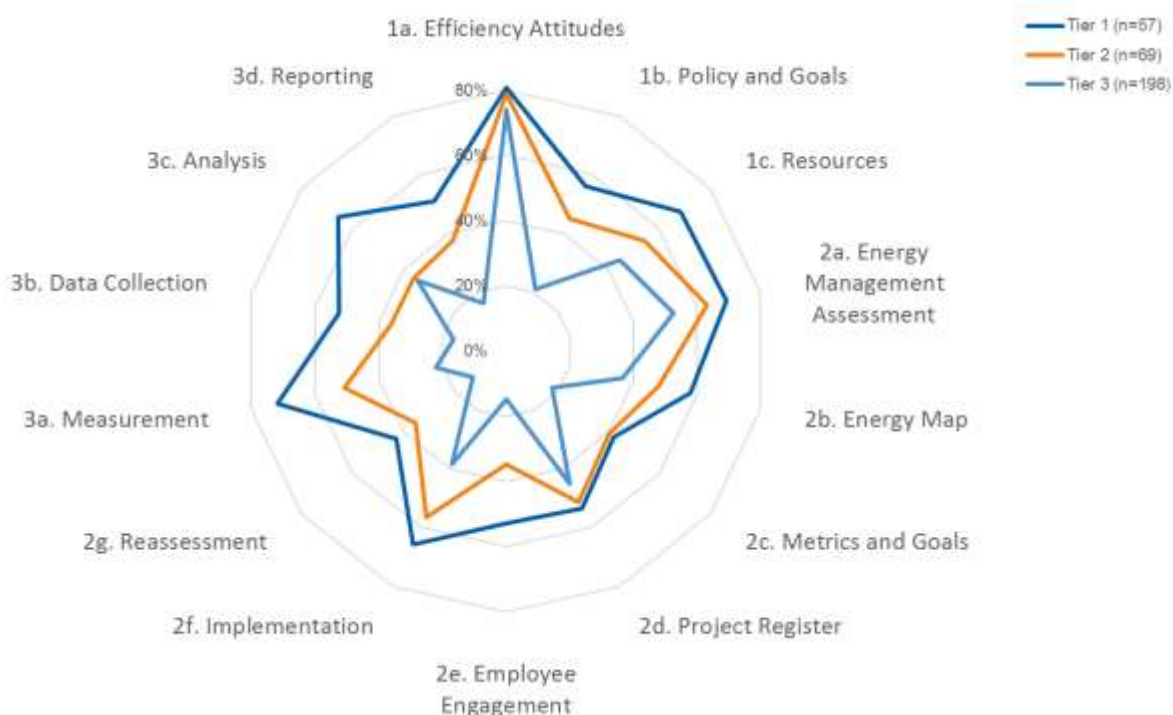 1a. Efficiency Attitudes
1b. Policy and Goals
1c. Resources
2a. Energy
Management
Assessment
2b. Energy Map
2c. Metrics and Goals
2d. Project Register
2e. Employee
Engagement
2f. Implementation
2g. Reassessment
3a. Measurement
3b. Data Collection
3c. Analysis
3d. Reporting
80%
60%
40%
20%
0%
Tier 1 (n=57)
Tier 2 (n=69)
Tier 3 (n=198)